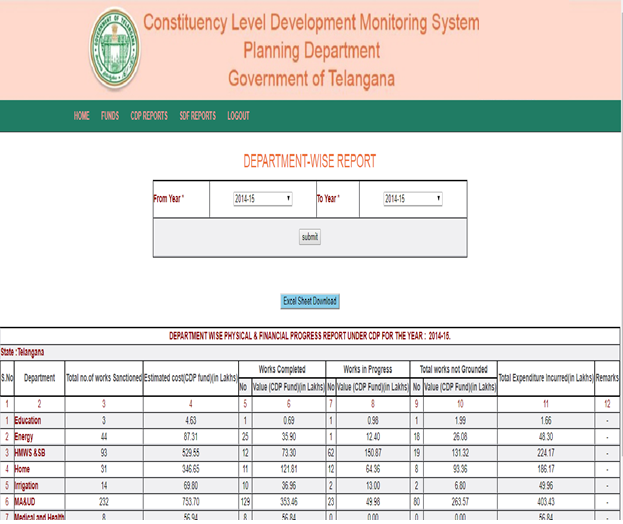 Constituency Level Development Monitoring System
Planning Department
Government of Telangana
HOME FUNDS CDP REPORTS SDF REPORTS LOGOUT
DEPARTMENT-WISE REPORT
From Year * 2014-15 To Year * 2014-15
submit
Excel Sheet Download
DEPARTMENT WISE PHYSICAL & FINANCIAL PROGRESS REPORT UNDER CDP FOR THE YEAR : 2014-15.
State :Telangana
S.No Department Total no.of works Sanctioned Estimated cost(CDP fund)(in Lakhs) Works Completed Works in Progress Total works not Grounded Total Expenditure Incurred(in Lakhs) Remarks
No Value (CDP Fund)(in Lakhs) No Value (CDP Fund)(in Lakhs) No Value (CDP Fund)(in Lakhs)
1 2 3 4 5 6 7 8 9 10 11 12
1 Education 3 4.63 1 0.69 1 0.96 1 1.99 1.66 -
2 Energy 44 87.31 25 35.90 1 12.40 18 26.08 48.30 -
3 HMWS &SB 93 529.55 12 73.30 62 150.87 19 131.32 224.17 -
4 Home 31 346.65 11 121.81 12 64.36 8 93.36 186.17 -
5 Irrigation 14 69.80 10 36.96 2 13.00 2 6.80 49.96 -
6 MA&UD 232 753.70 129 353.46 23 49.98 80 263.57 403.43 -
7 Medical and Health 8 56.94 8 56.84 0 0.00 0 0.00 56.84 -